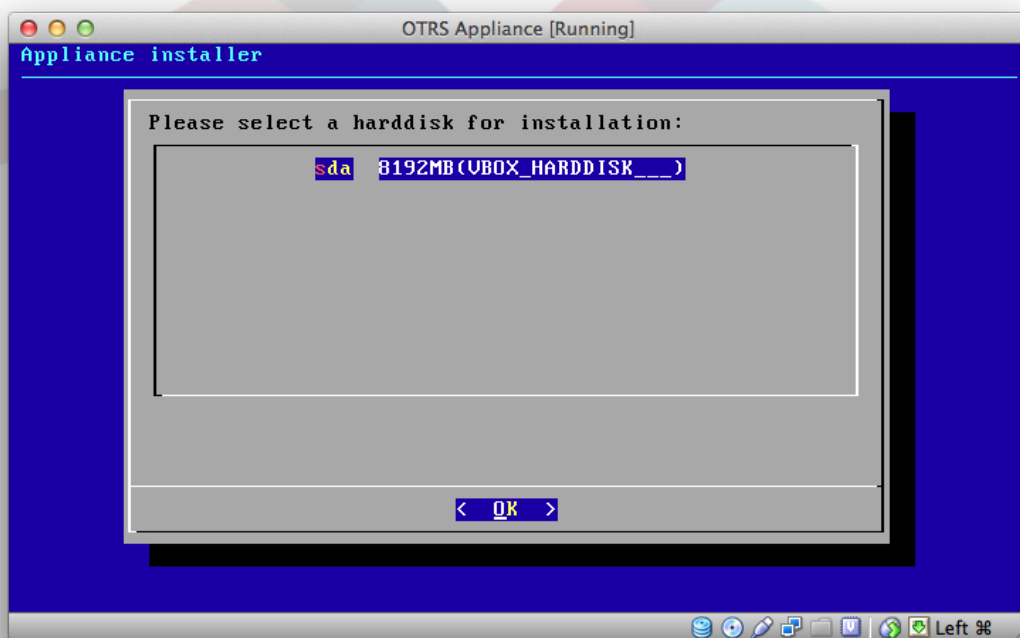 OTRS Appliance [Running]
Appliance installer
Please select a harddisk for installation:
sda 8192MB(VBOX_HARDDISK___)
< OK >
Left ⌘